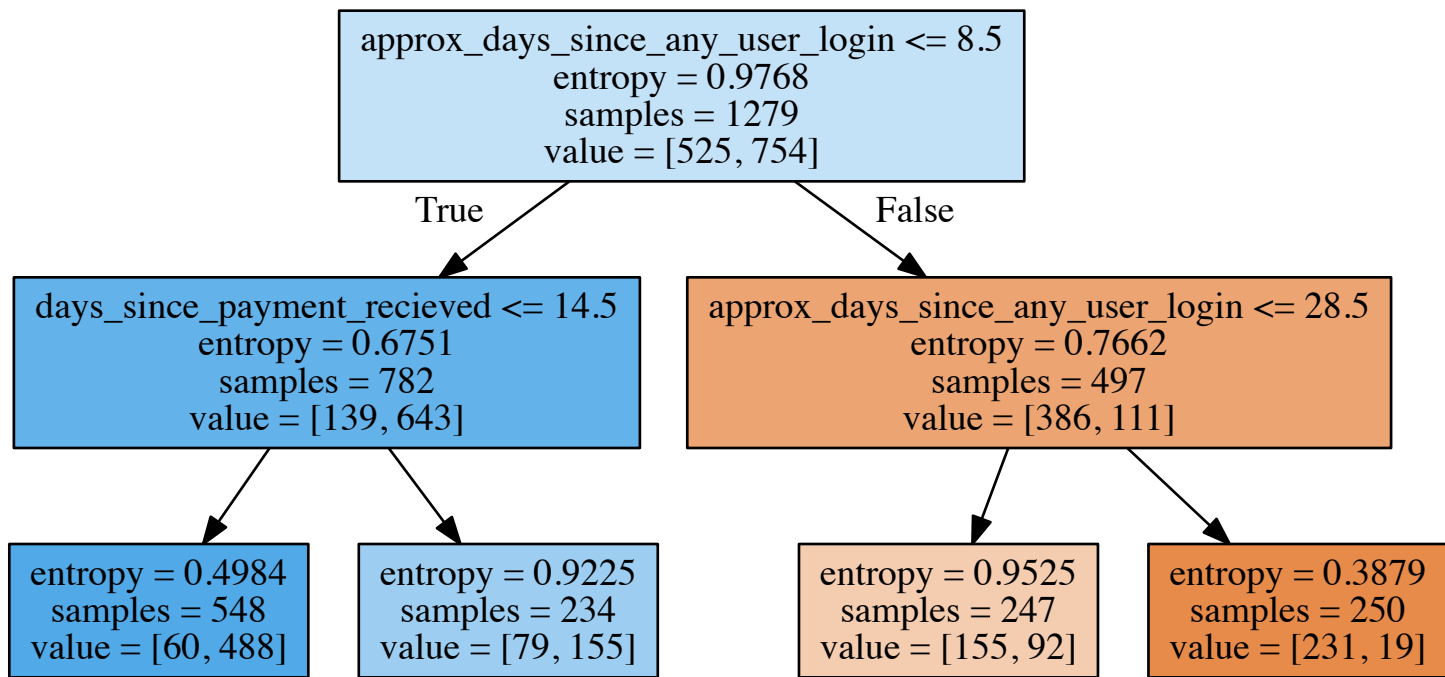 approx_days_since_any_user_login <= 8.5
entropy = 0.9768
samples = 1279
value = [525, 754]
True
False
days_since_payment_recieved <= 14.5
entropy = 0.6751
samples = 782
value = [139, 643]
approx_days_since_any_user_login <= 28.5
entropy = 0.7662
samples = 497
value = [386, 111]
entropy = 0.4984
samples = 548
value = [60, 488]
entropy = 0.9225
samples = 234
value = [79, 155]
entropy = 0.9525
samples = 247
value = [155, 92]
entropy = 0.3879
samples = 250
value = [231, 19]